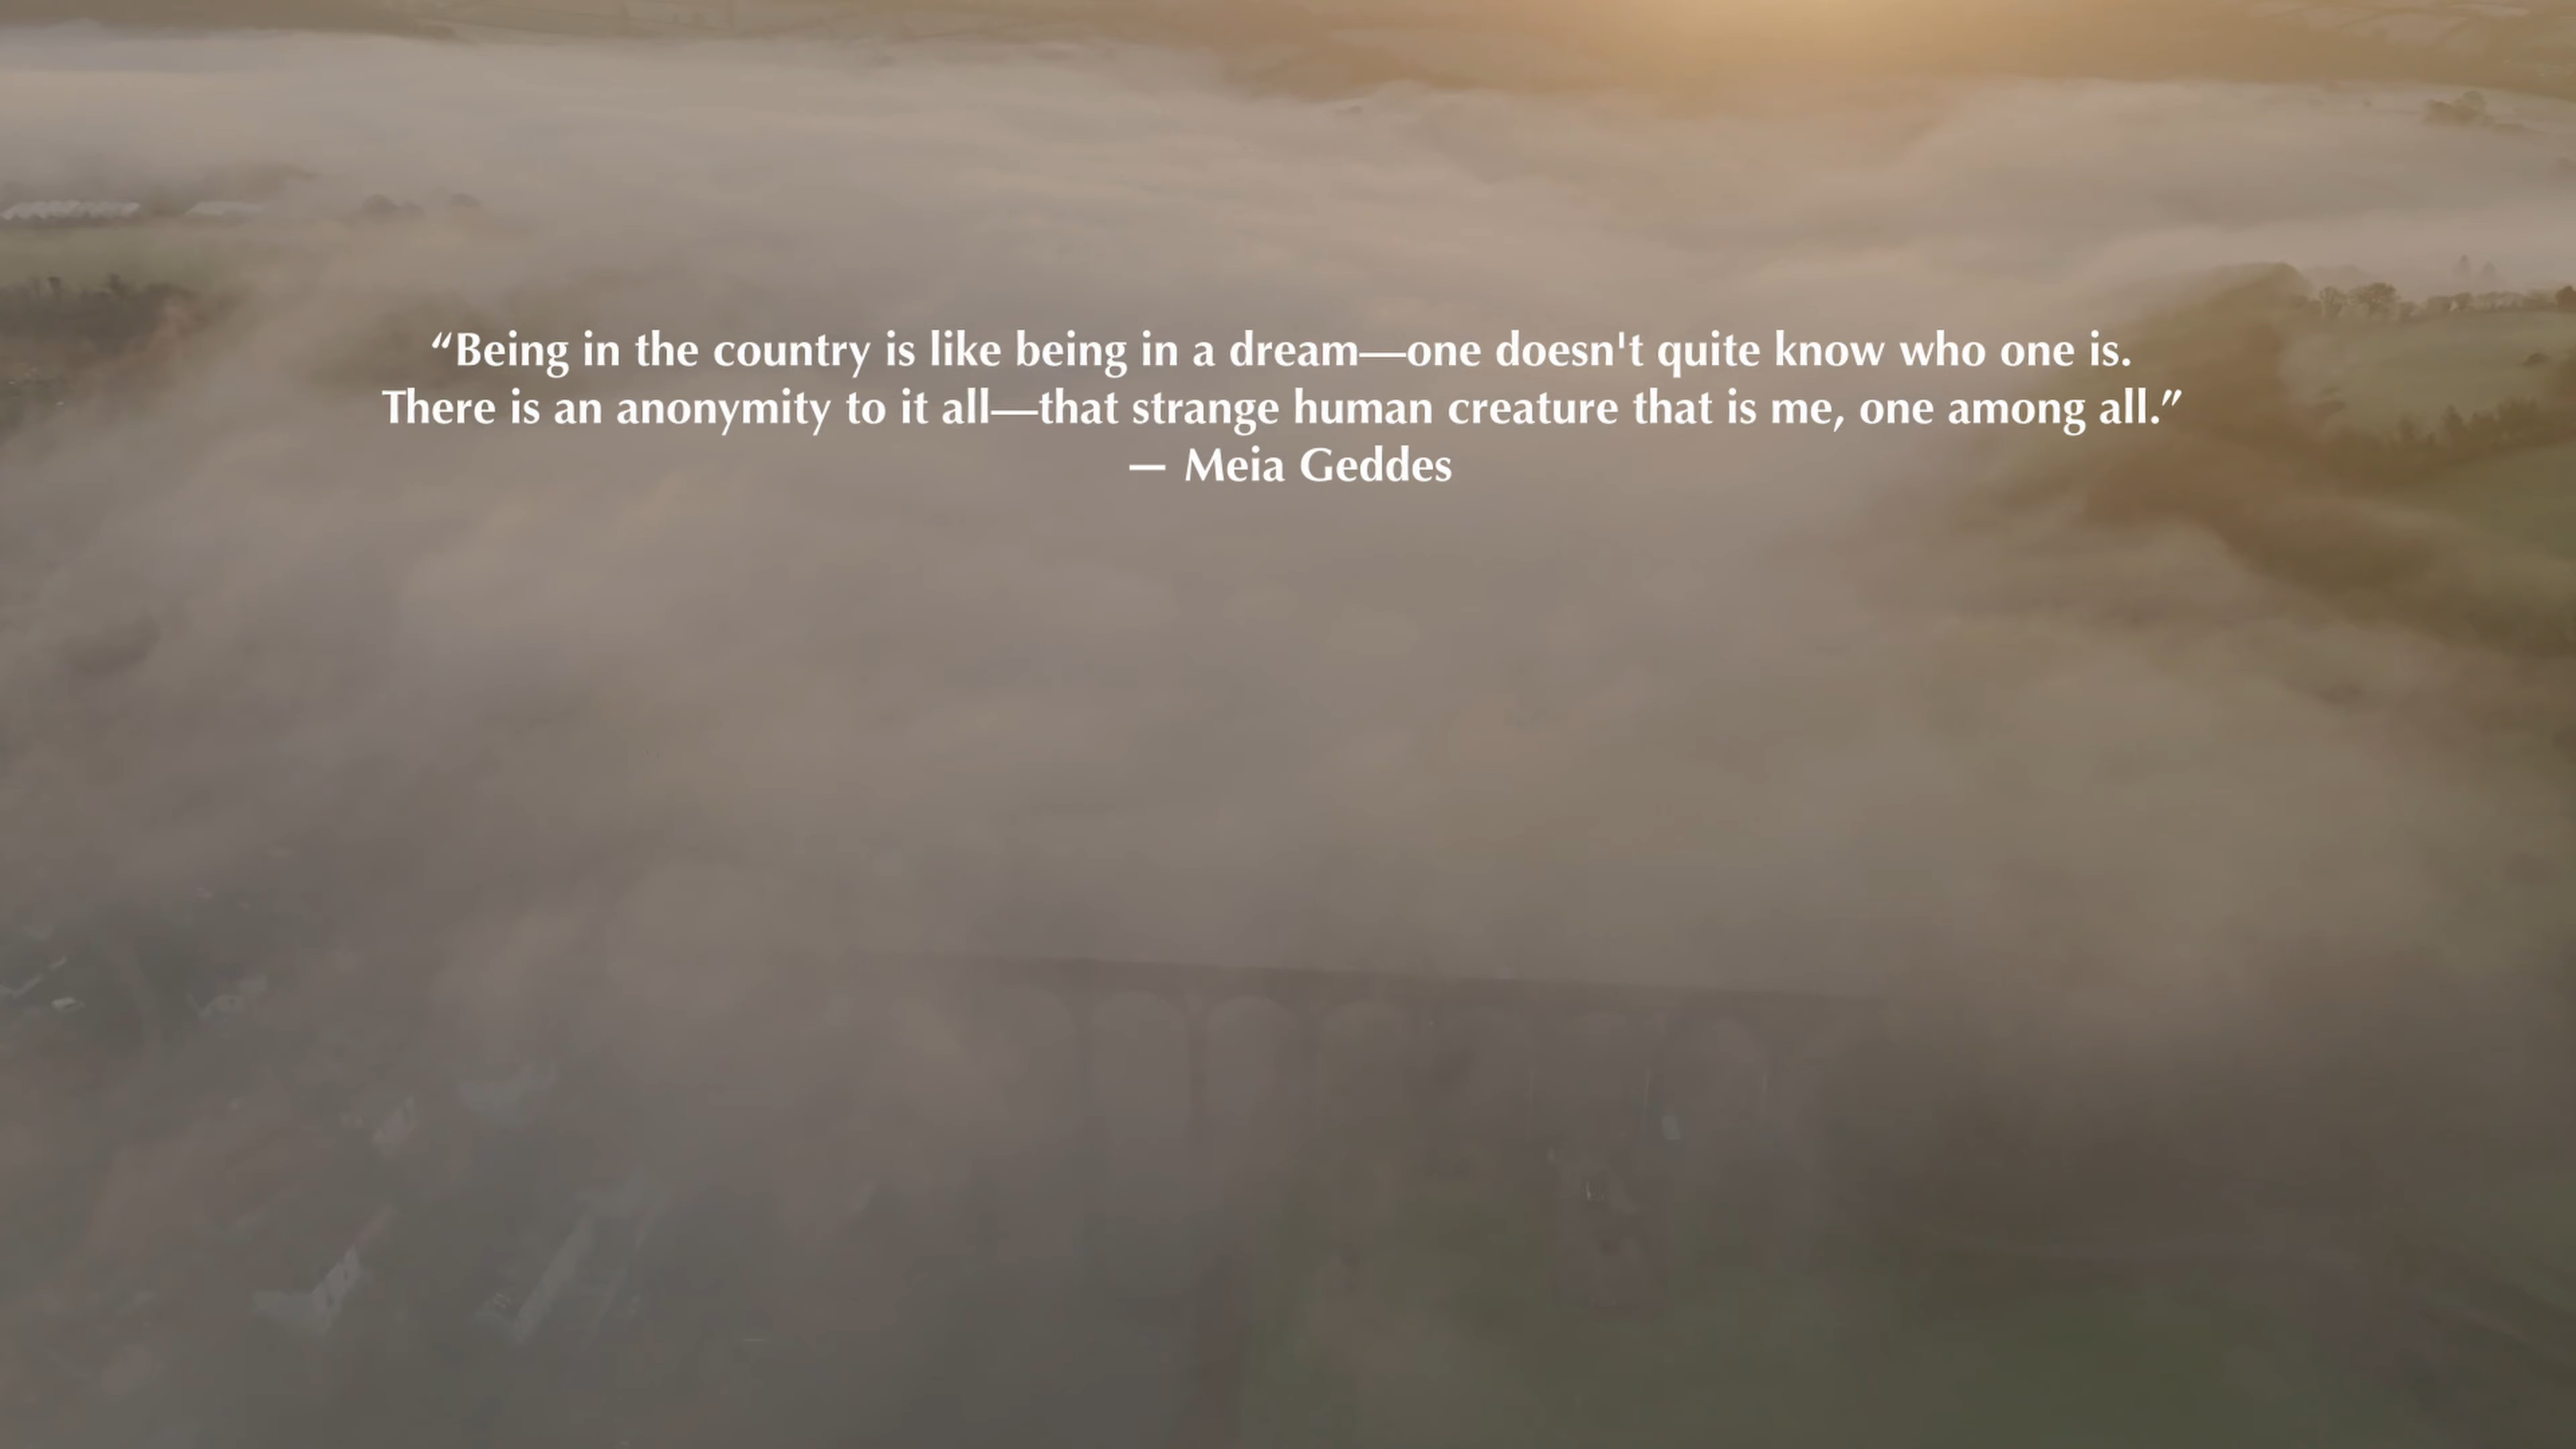 “Being in the country is like being in a dream—one doesn't quite know who one is.
There is an anonymity to it all—that strange human creature that is me, one among all.”
— Meia Geddes